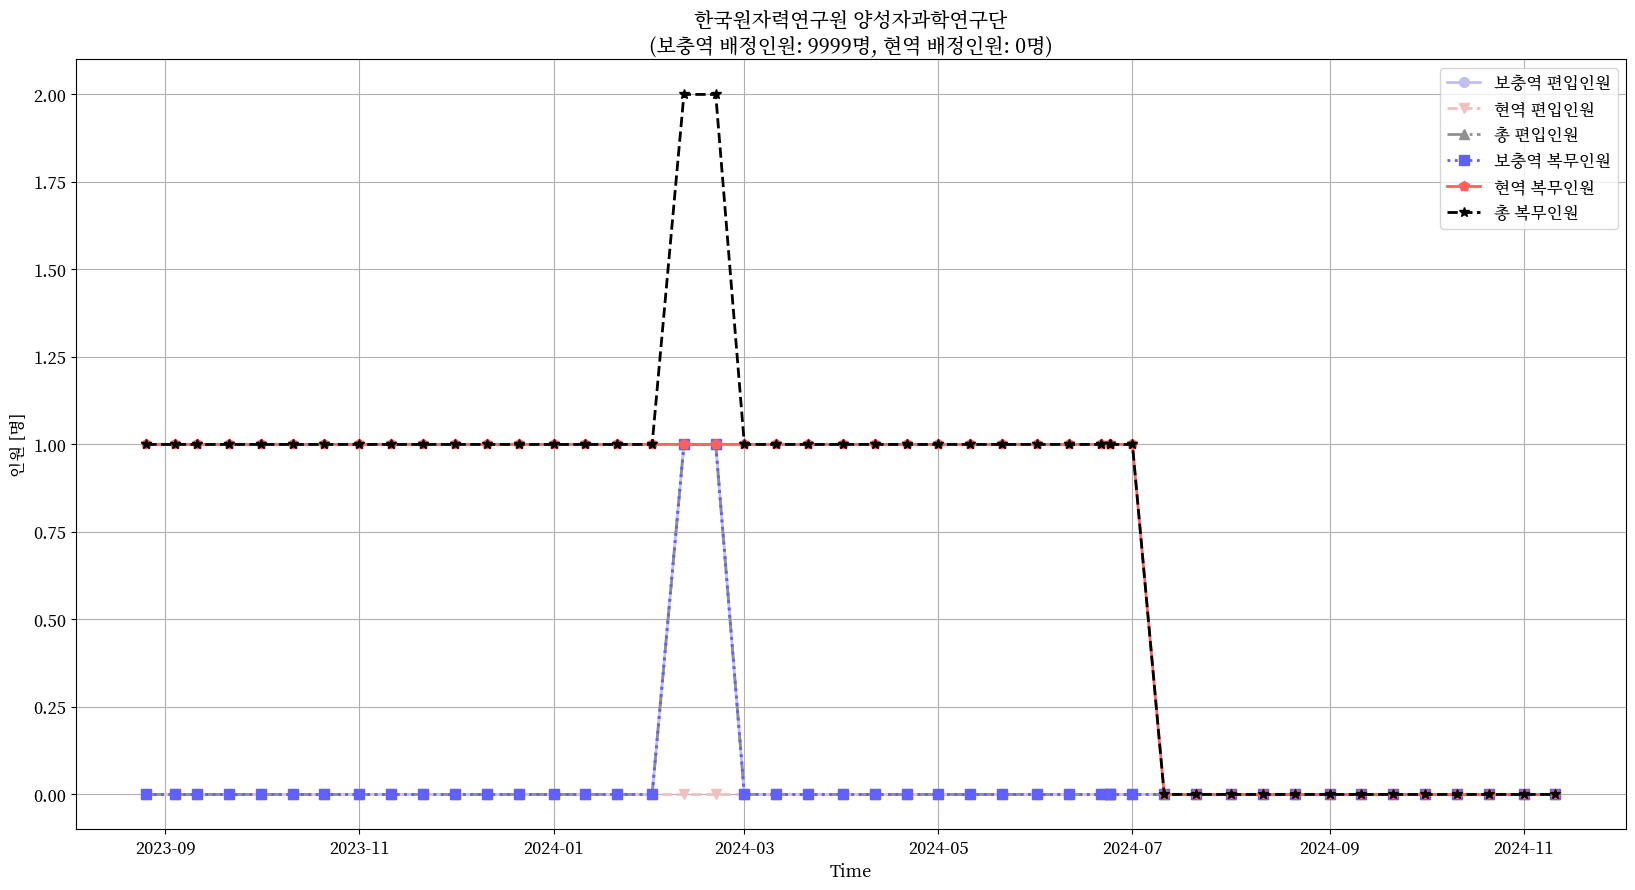 한국원자력연구원 양성자과학연구단
(보충역 배정인원: 9999명, 현역 배정인원: 0명)
보충역 편입인원
현역 편입인원
총 편입인원
보충역 복무인원
현역 복무인원
총 복무인원
2.00
1.75
1.50
1.25
1.00
0.75
0.50
0.25
0.00
인원 [명]
2023-09 2023-11 2024-01 2024-03 2024-05 2024-07 2024-09 2024-11
Time